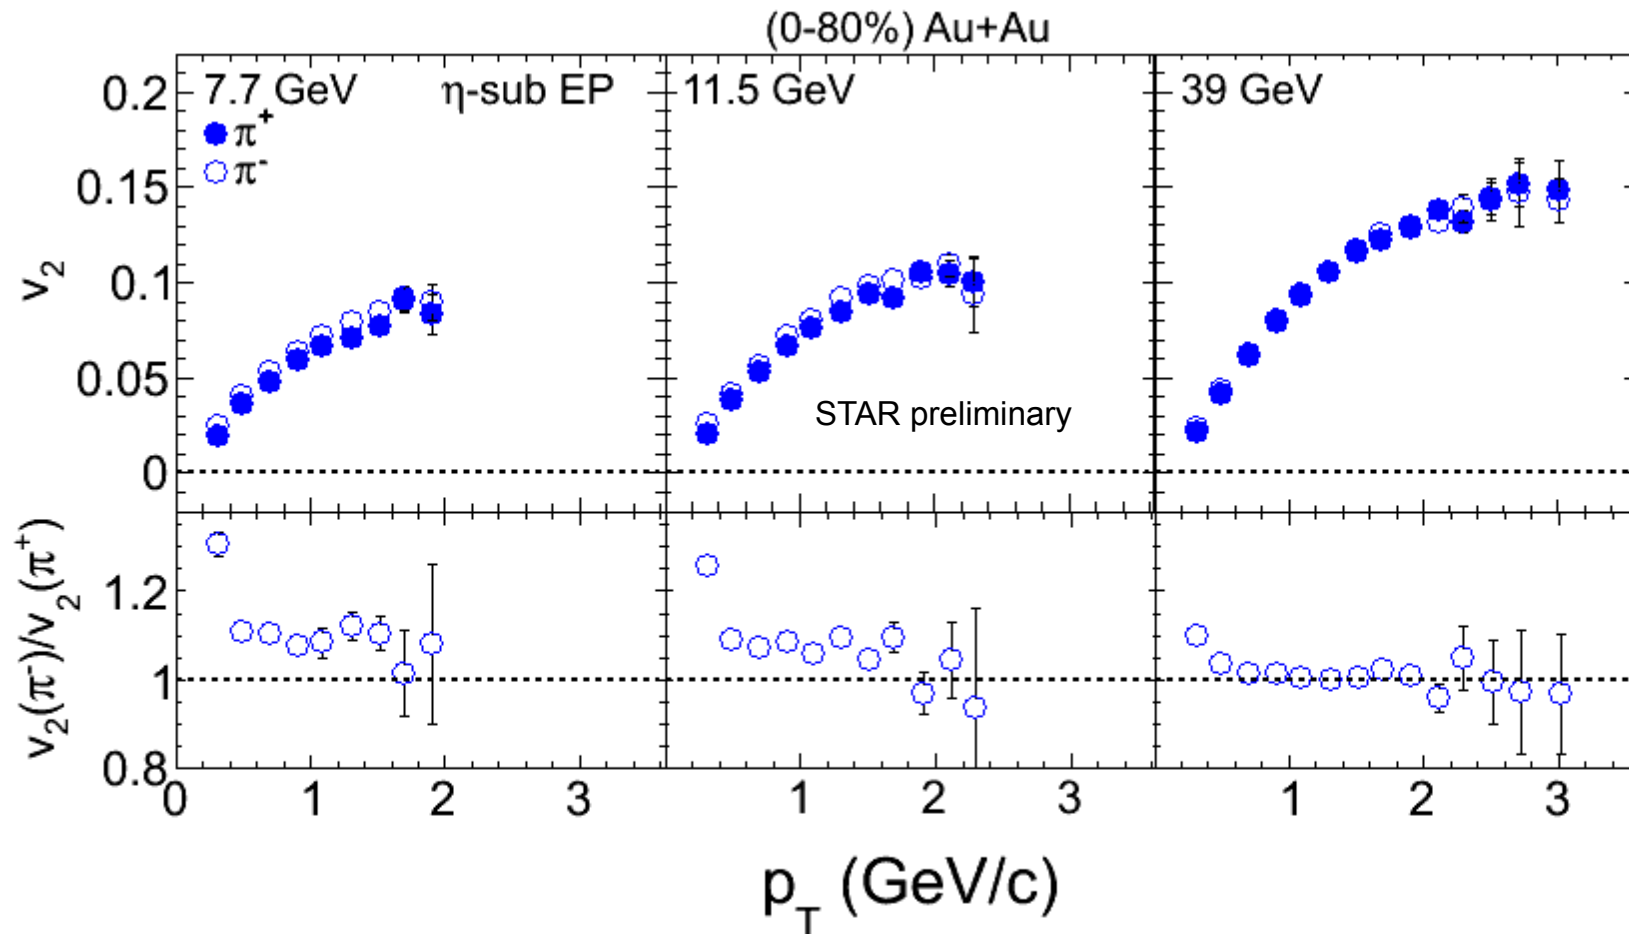 (0-80%) Au+Au
7.7 GeV η-sub EP 11.5 GeV 39 GeV
π⁺
π⁻
STAR preliminary
v₂
0.2
0.15
0.1
0.05
0
v₂(π⁻)/v₂(π⁺)
1.2
1
0.8
0 1 2 3 1 2 3 1 2 3
p_T (GeV/c)